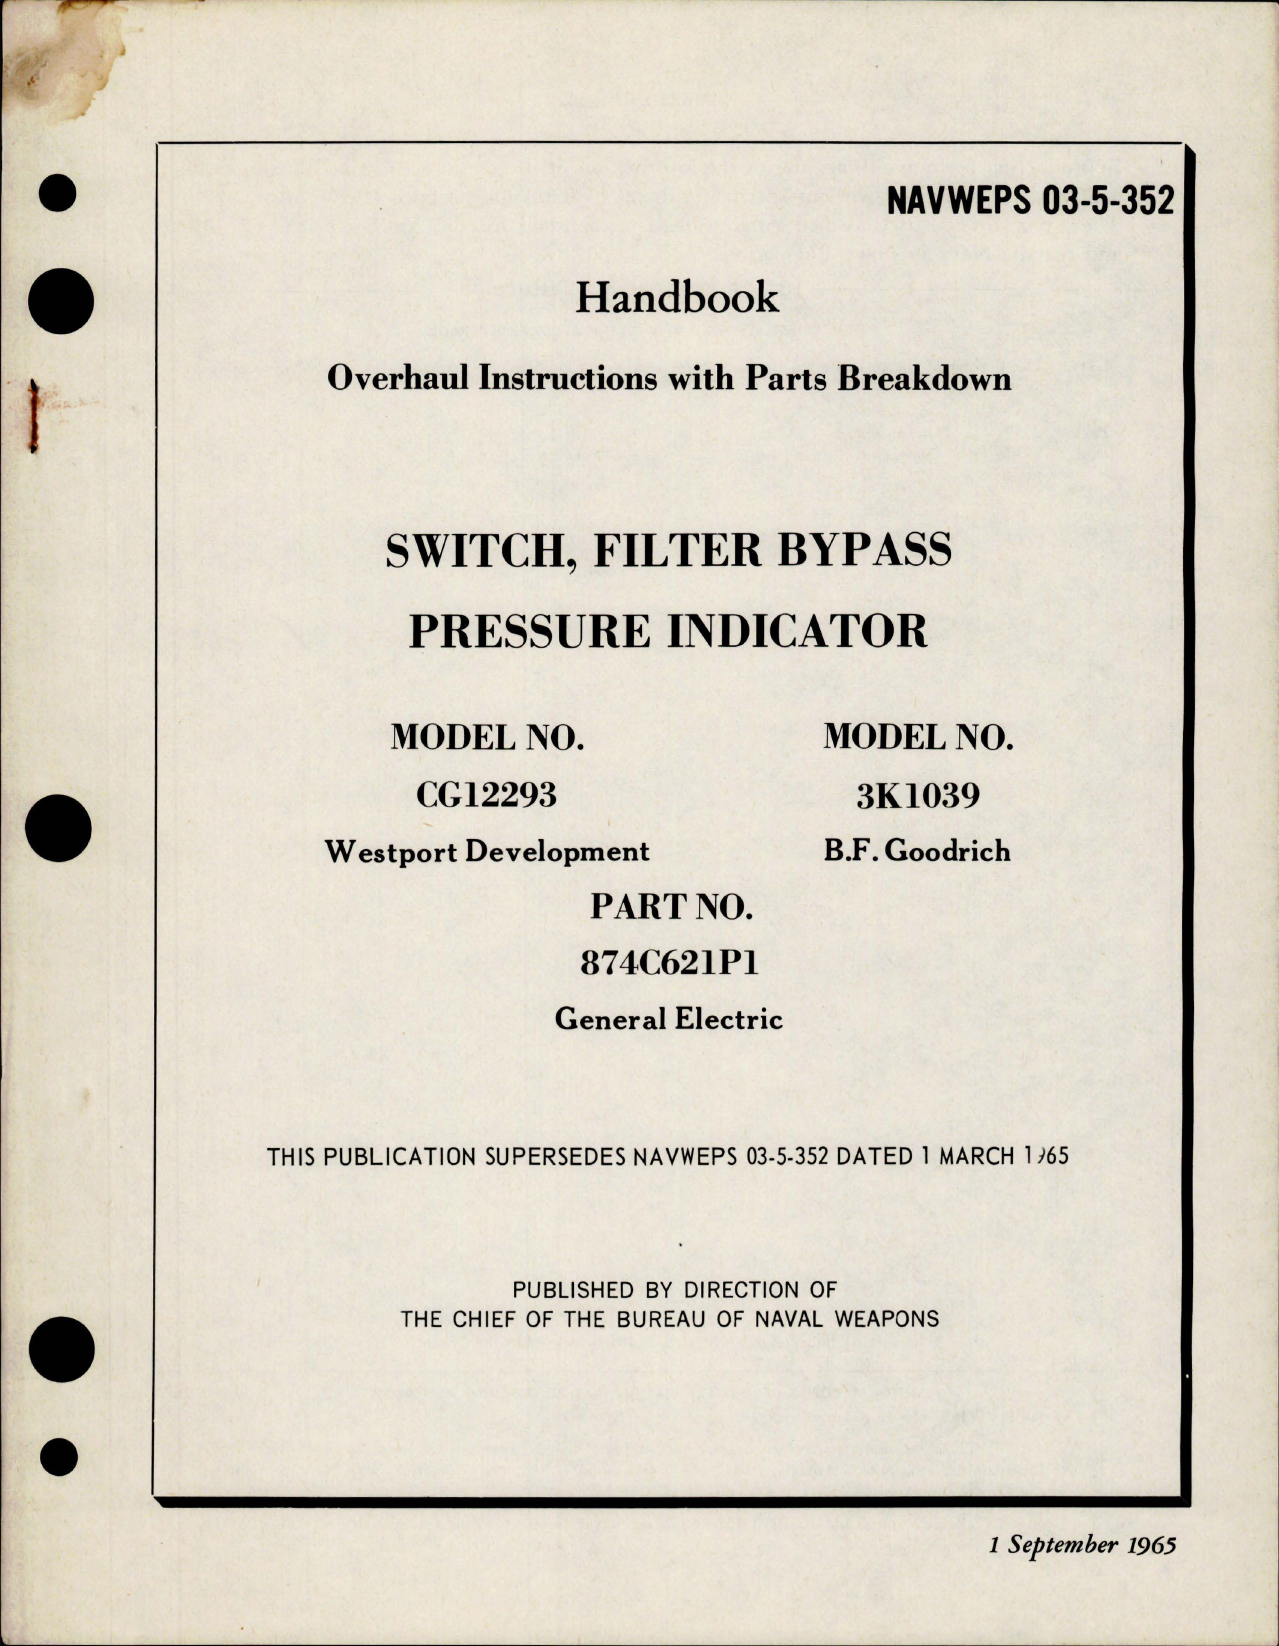 NAVWEPS 03-5-352
Handbook
Overhaul Instructions with Parts Breakdown
SWITCH, FILTER BYPASS
PRESSURE INDICATOR
MODEL NO. MODEL NO.
CG12293 3K1039
Westport Development B.F. Goodrich
PART NO.
874C621P1
General Electric
THIS PUBLICATION SUPERSEDES NAVWEPS 03-5-352 DATED 1 MARCH 1965
PUBLISHED BY DIRECTION OF
THE CHIEF OF THE BUREAU OF NAVAL WEAPONS
1 September 1965